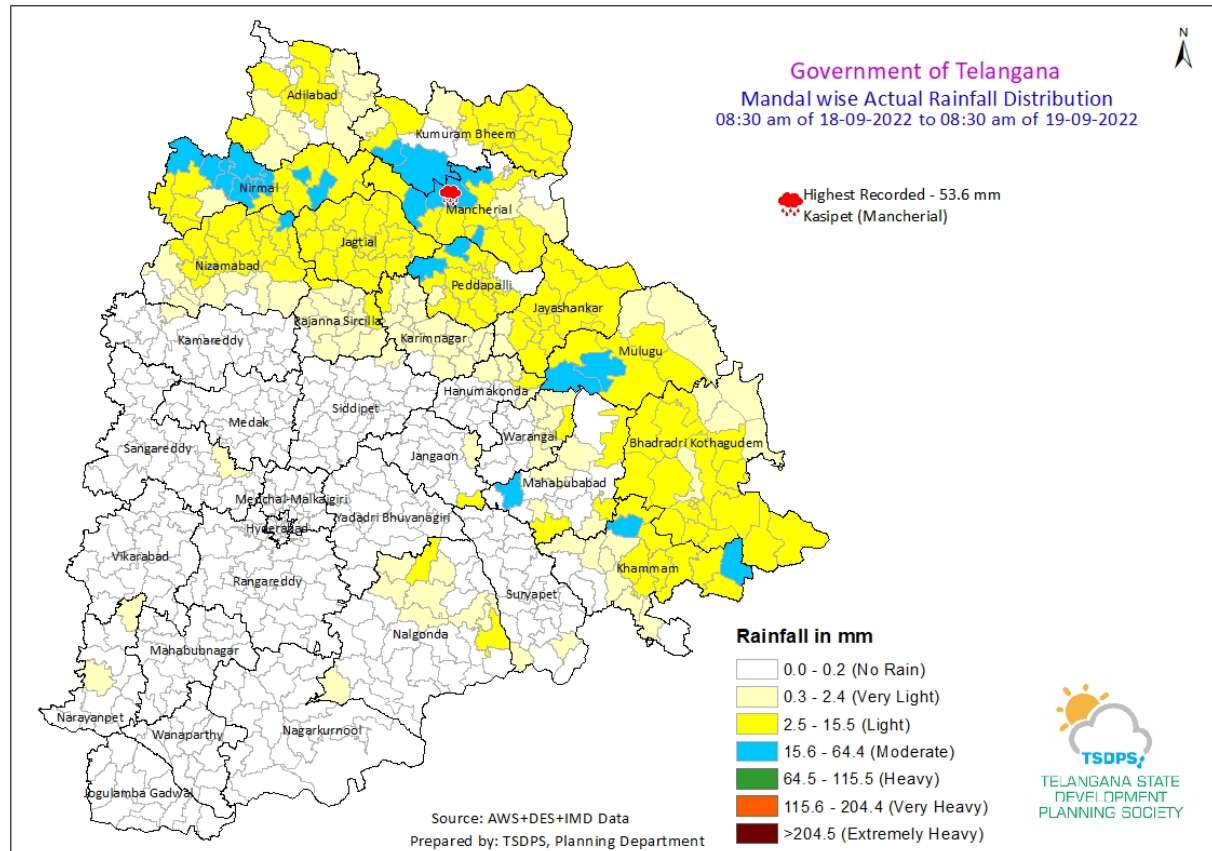 N
Government of Telangana
Mandal wise Actual Rainfall Distribution
08:30 am of 18-09-2022 to 08:30 am of 19-09-2022
Highest Recorded - 53.6 mm
Kasipet (Mancherial)
Adilabad
Kumuram Bheem
Nirmal
Mancherial
Jagtial
Nizamabad
Peddapalli
Jayashankar
Rajanna Sircilla
Karimnagar
Kamareddy
Mulugu
Hanumakonda
Siddipet
Medak
Warangal
Bhadradri Kothagudem
Sangareddy
Jangaon
Mahabubabad
Medchal-Malkajgiri
Yadadri Bhuvanagiri
Hyderabad
Vikarabad
Rangareddy
Khammam
Suryapet
Nalgonda
Mahabubnagar
Narayanpet
Wanaparthy
Nagarkurnool
Jogulamba Gadwal
Rainfall in mm
0.0 - 0.2 (No Rain)
0.3 - 2.4 (Very Light)
2.5 - 15.5 (Light)
15.6 - 64.4 (Moderate)
64.5 - 115.5 (Heavy)
115.6 - 204.4 (Very Heavy)
>204.5 (Extremely Heavy)
TSDPS
TELANGANA STATE
DEVELOPMENT
PLANNING SOCIETY
Source: AWS+DES+IMD Data
Prepared by: TSDPS, Planning Department